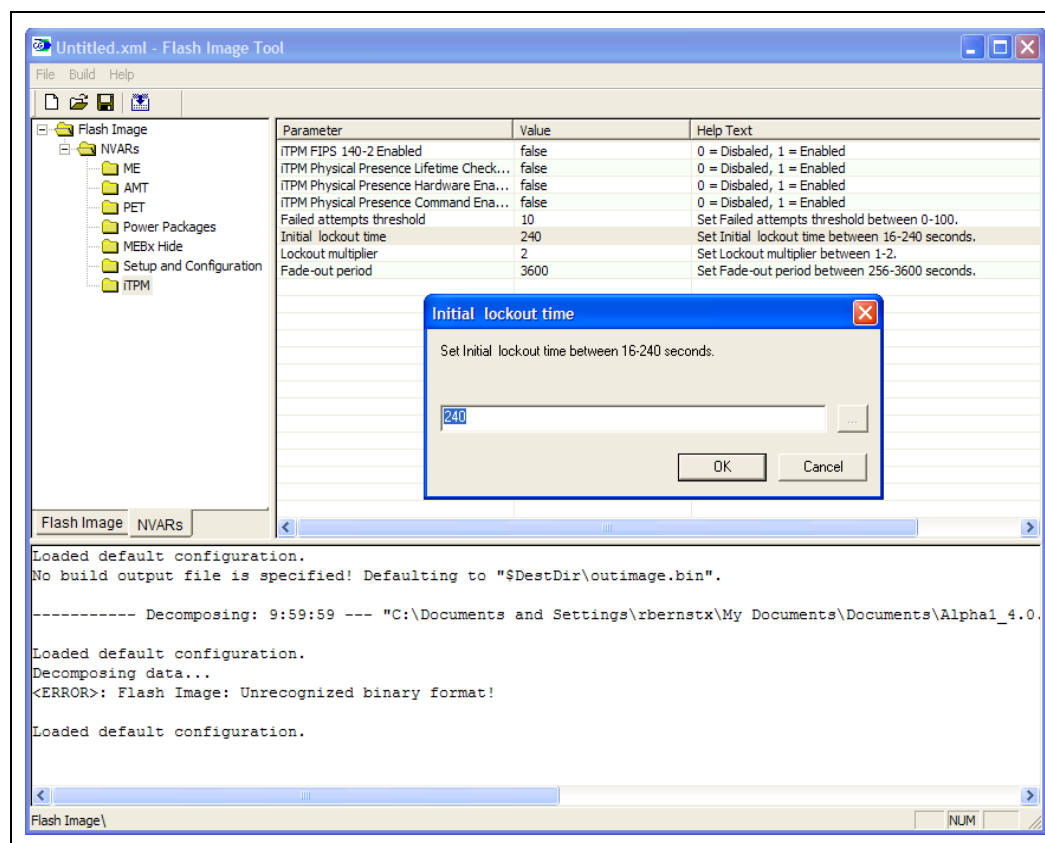 Untitled.xml - Flash Image Tool
File Build Help
Flash Image
NVARs
ME
AMT
PET
Power Packages
MEBx Hide
Setup and Configuration
iTPM
Parameter Value Help Text
iTPM FIPS 140-2 Enabled false 0 = Disbaled, 1 = Enabled
iTPM Physical Presence Lifetime Check... false 0 = Disbaled, 1 = Enabled
iTPM Physical Presence Hardware Ena... false 0 = Disbaled, 1 = Enabled
iTPM Physical Presence Command Ena... false 0 = Disbaled, 1 = Enabled
Failed attempts threshold 10 Set Failed attempts threshold between 0-100.
Initial lockout time 240 Set Initial lockout time between 16-240 seconds.
Lockout multiplier 2 Set Lockout multiplier between 1-2.
Fade-out period 3600 Set Fade-out period between 256-3600 seconds.
Initial lockout time
Set Initial lockout time between 16-240 seconds.
240
...
OK Cancel
Flash Image NVARs
Loaded default configuration.
No build output file is specified! Defaulting to "$DestDir\outimage.bin".
----------- Decomposing: 9:59:59 --- "C:\Documents and Settings\rbernstx\My Documents\Documents\Alpha1_4.0.
Loaded default configuration.
Decomposing data...
<ERROR>: Flash Image: Unrecognized binary format!
Loaded default configuration.
Flash Image\ NUM